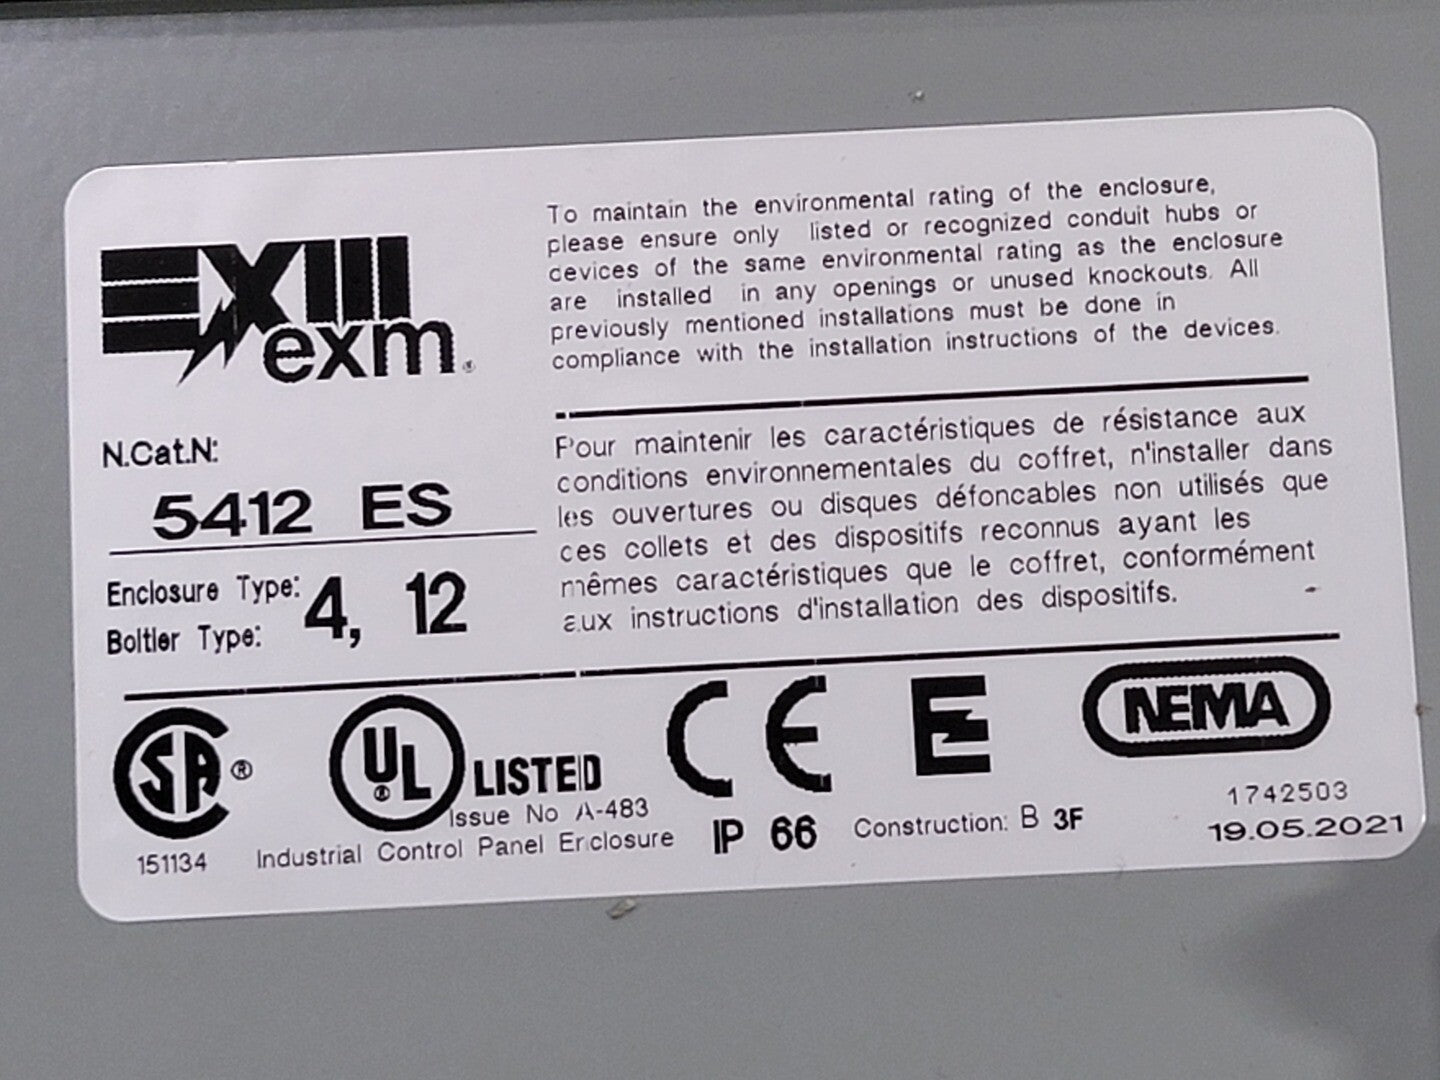 exm®
N.Cat.N:
5412 ES
Enclosure Type:
Boîtier Type:
4, 12
To maintain the environmental rating of the enclosure,
please ensure only listed or recognized conduit hubs or
devices of the same environmental rating as the enclosure
are installed in any openings or unused knockouts. All
previously mentioned installations must be done in
compliance with the installation instructions of the devices.
Pour maintenir les caractéristiques de résistance aux
conditions environnementales du coffret, n'installer dans
les ouvertures ou disques défoncables non utilisés que
ces collets et des dispositifs reconnus ayant les
mêmes caractéristiques que le coffret, conformément
aux instructions d'installation des dispositifs.
SA®
151134
UL® LISTED
Issue No A-483
Industrial Control Panel Enclosure
CE
IP 66
E
Construction: B 3F
NEMA
1742503
19.05.2021